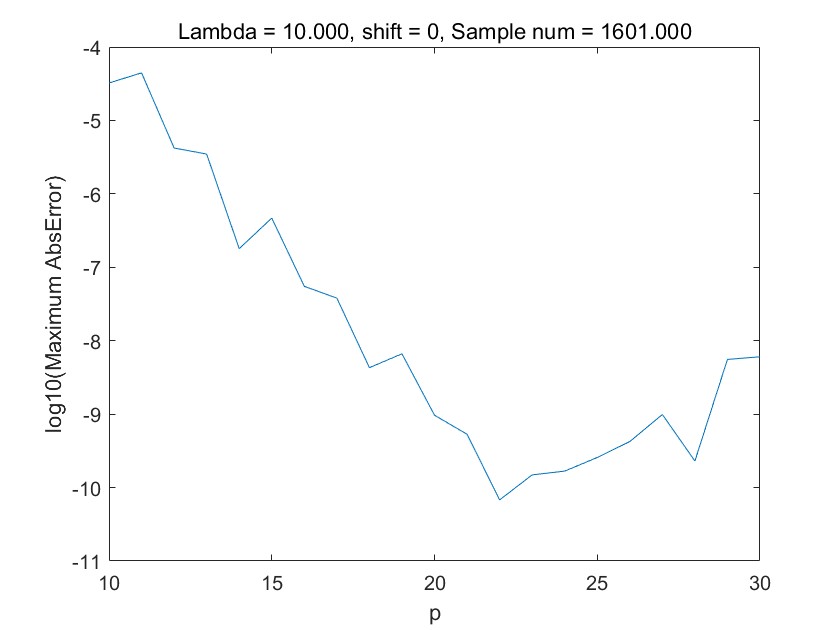 Lambda = 10.000, shift = 0, Sample num = 1601.000
-4
-5
-6
-7
-8
-9
-10
-11
log10(Maximum AbsError)
10 15 20 25 30
p